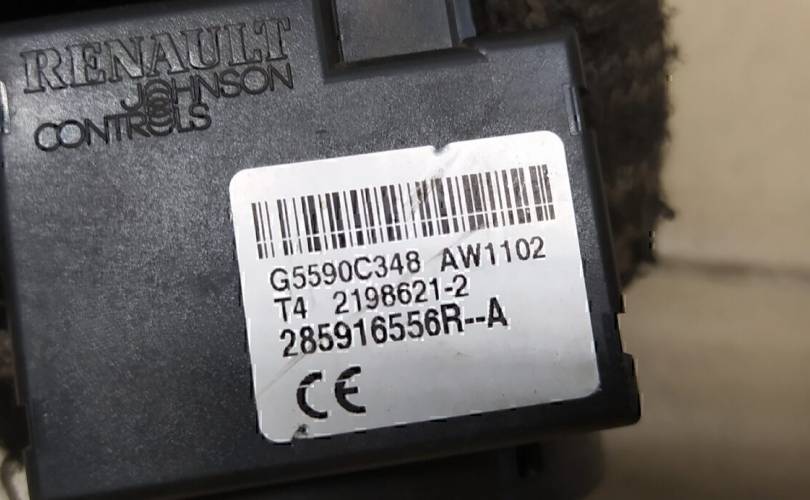 RENAULT
JOHNSON
CONTROLS
G5590C348 AW1102
T4 2198621-2
285916556R--A
CE